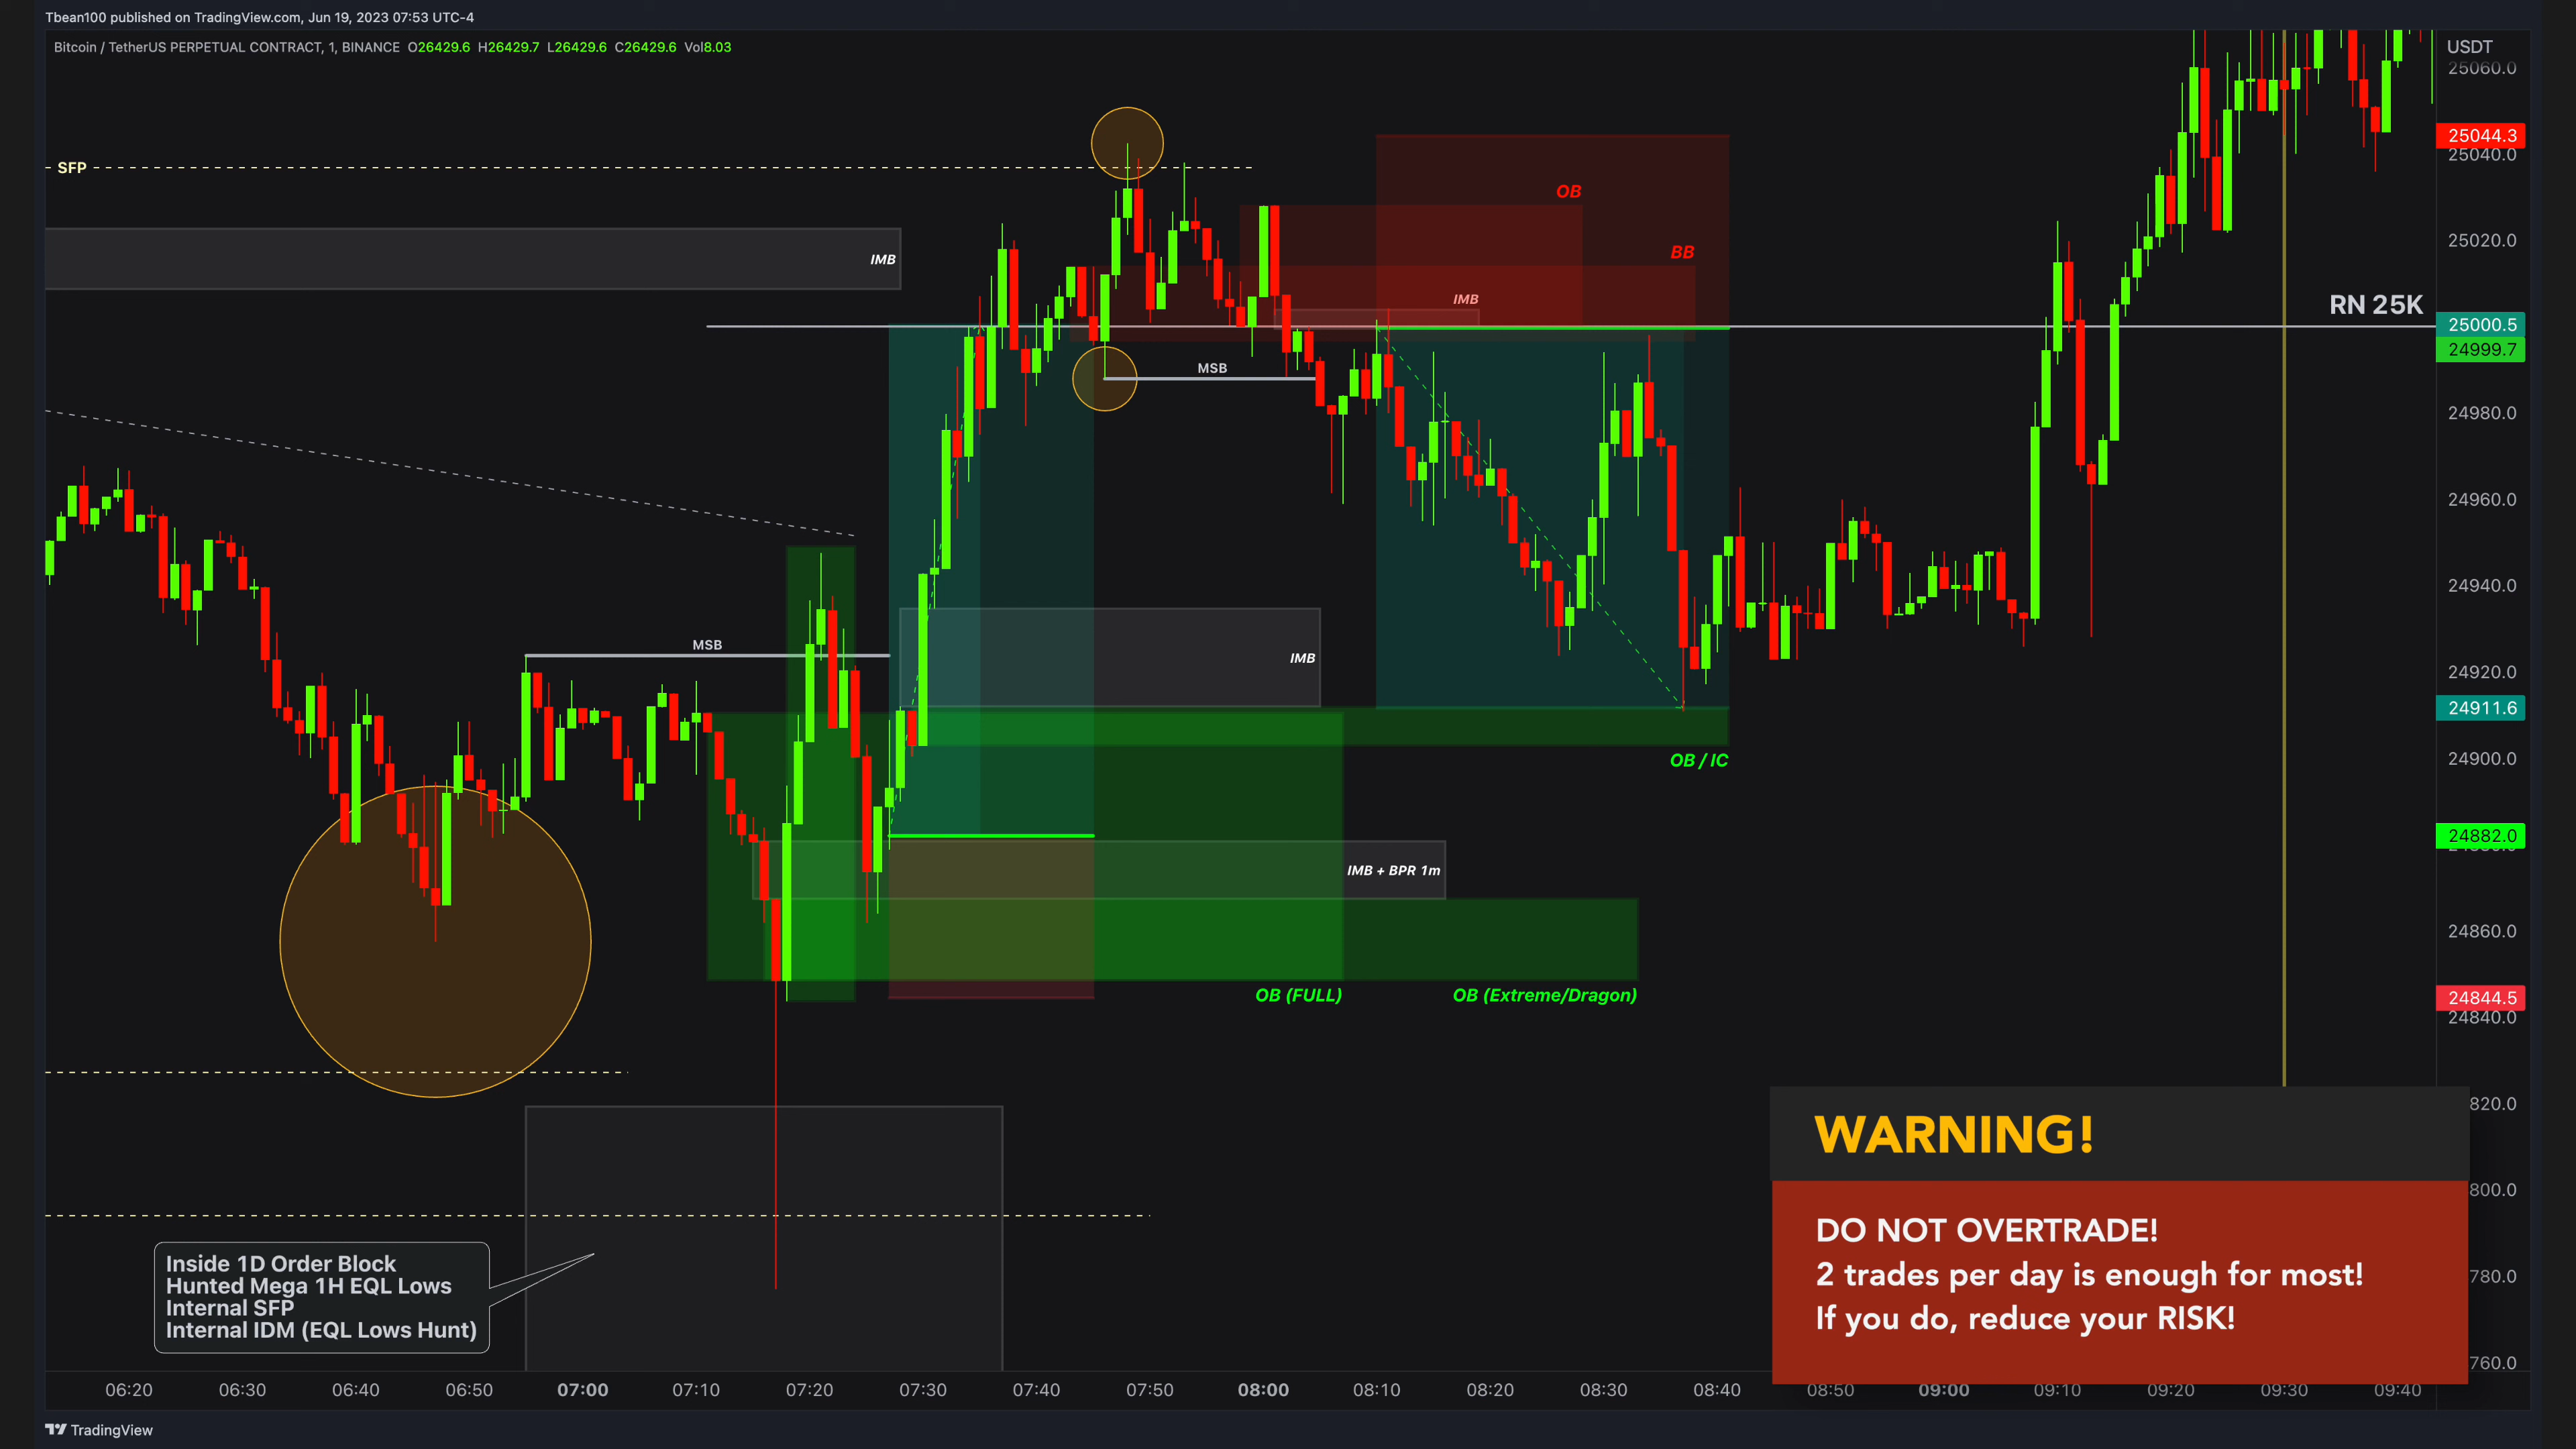 Tbean100 published on TradingView.com, Jun 19, 2023 07:53 UTC-4
Bitcoin / TetherUS PERPETUAL CONTRACT, 1, BINANCE O26429.6 H26429.7 L26429.6 C26429.6 Vol8.03
USDT
25060.0
25044.3
25040.0
SFP
OB
25020.0
BB
IMB
IMB
RN 25K
25000.5
24999.7
MSB
24980.0
24960.0
24940.0
MSB
IMB
24920.0
24911.6
OB / IC
24900.0
24882.0
IMB + BPR 1m
24860.0
OB (FULL)
OB (Extreme/Dragon)
24844.5
24840.0
820.0
WARNING!
800.0
DO NOT OVERTRADE!
2 trades per day is enough for most!
780.0
If you do, reduce your RISK!
Inside 1D Order Block
Hunted Mega 1H EQL Lows
Internal SFP
Internal IDM (EQL Lows Hunt)
760.0
06:20 06:30 06:40 06:50 07:00 07:10 07:20 07:30 07:40 07:50 08:00 08:10 08:20 08:30 08:40 08:50 09:00 09:10 09:20 09:30 09:40
TradingView